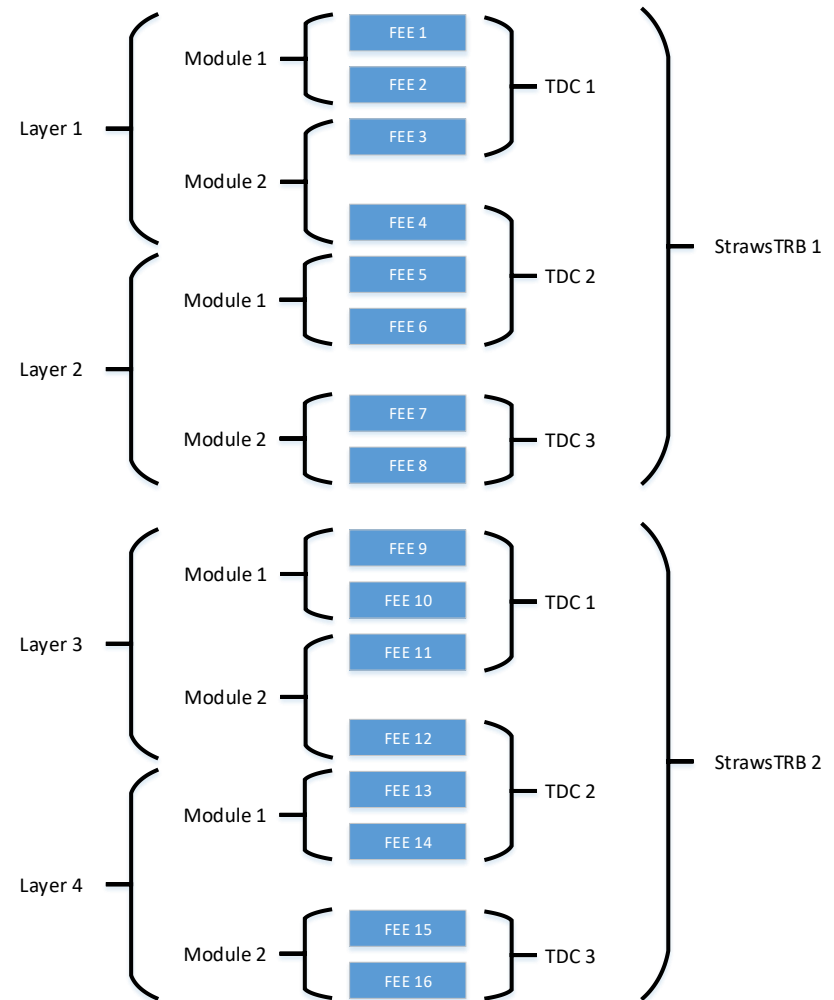 FEE 1
Module 1
FEE 2
TDC 1
Layer 1
FEE 3
Module 2
FEE 4
StrawsTRB 1
FEE 5
TDC 2
Module 1
FEE 6
Layer 2
FEE 7
Module 2
TDC 3
FEE 8
FEE 9
Module 1
FEE 10
TDC 1
Layer 3
FEE 11
Module 2
FEE 12
StrawsTRB 2
FEE 13
TDC 2
Module 1
FEE 14
Layer 4
FEE 15
Module 2
TDC 3
FEE 16